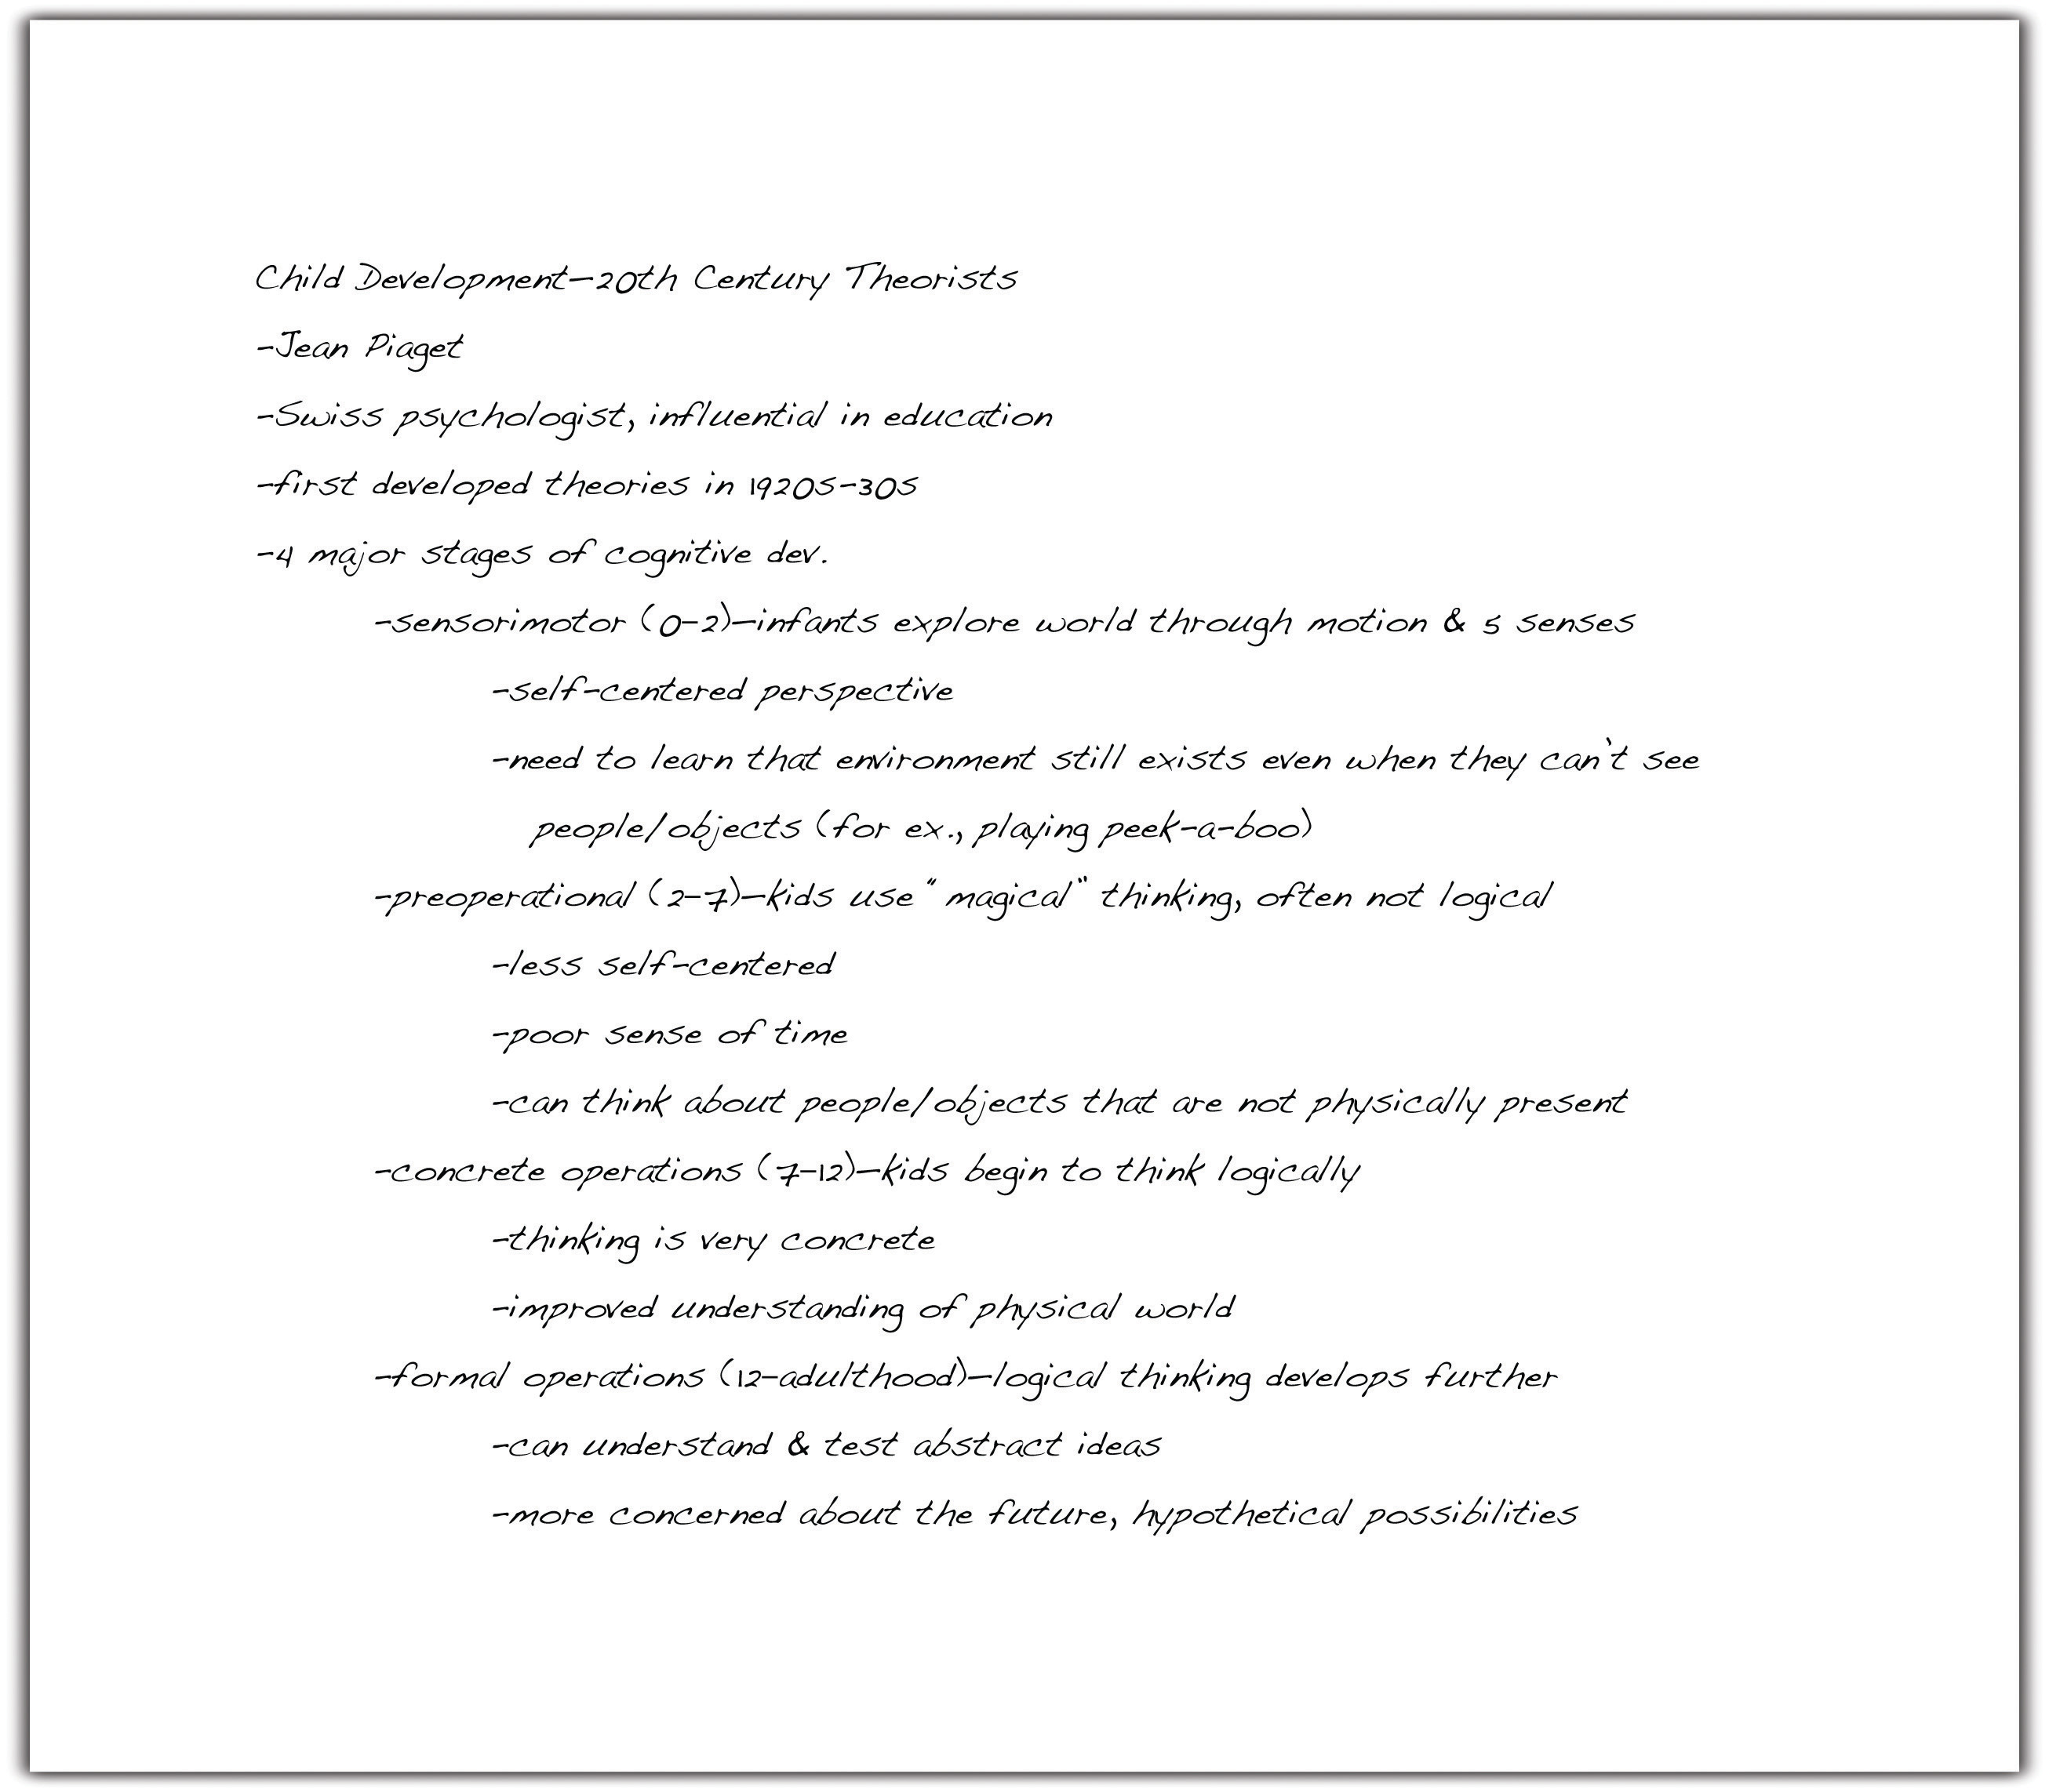 Child Development—20th Century Theorists
-Jean Piaget
-Swiss psychologist, influential in education
-first developed theories in 1920s-30s
-4 major stages of cognitive dev.
-sensorimotor (0-2)—infants explore world through motion & 5 senses
-self-centered perspective
-need to learn that environment still exists even when they can't see
people/objects (for ex., playing peek-a-boo)
-preoperational (2-7)—kids use "magical" thinking, often not logical
-less self-centered
-poor sense of time
-can think about people/objects that are not physically present
-concrete operations (7-12)—kids begin to think logically
-thinking is very concrete
-improved understanding of physical world
-formal operations (12-adulthood)—logical thinking develops further
-can understand & test abstract ideas
-more concerned about the future, hypothetical possibilities